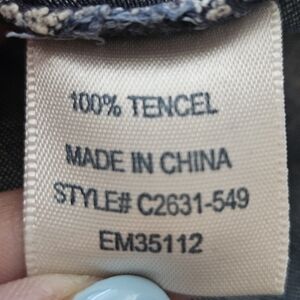 100% TENCEL
MADE IN CHINA
STYLE# C2631-549
EM35112